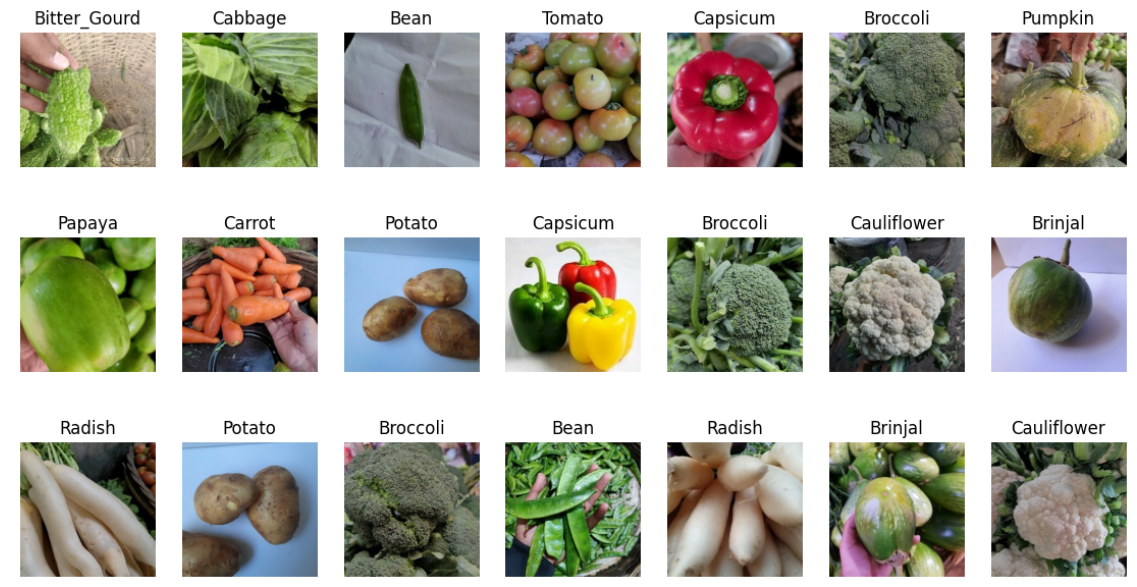 Bitter_Gourd Cabbage Bean Tomato Capsicum Broccoli Pumpkin
Papaya Carrot Potato Capsicum Broccoli Cauliflower Brinjal
Radish Potato Broccoli Bean Radish Brinjal Cauliflower